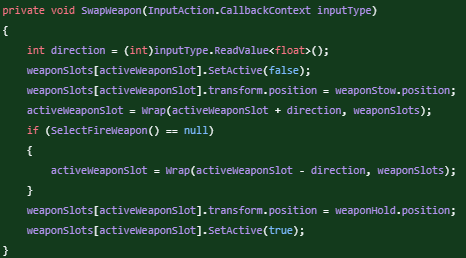 private void SwapWeapon(InputAction.CallbackContext inputType)
{
    int direction = (int)inputType.ReadValue<float>();
    weaponSlots[activeWeaponSlot].SetActive(false);
    weaponSlots[activeWeaponSlot].transform.position = weaponStow.position;
    activeWeaponSlot = Wrap(activeWeaponSlot + direction, weaponSlots);
    if (SelectFireWeapon() == null)
    {
        activeWeaponSlot = Wrap(activeWeaponSlot - direction, weaponSlots);
    }
    weaponSlots[activeWeaponSlot].transform.position = weaponHold.position;
    weaponSlots[activeWeaponSlot].SetActive(true);
}